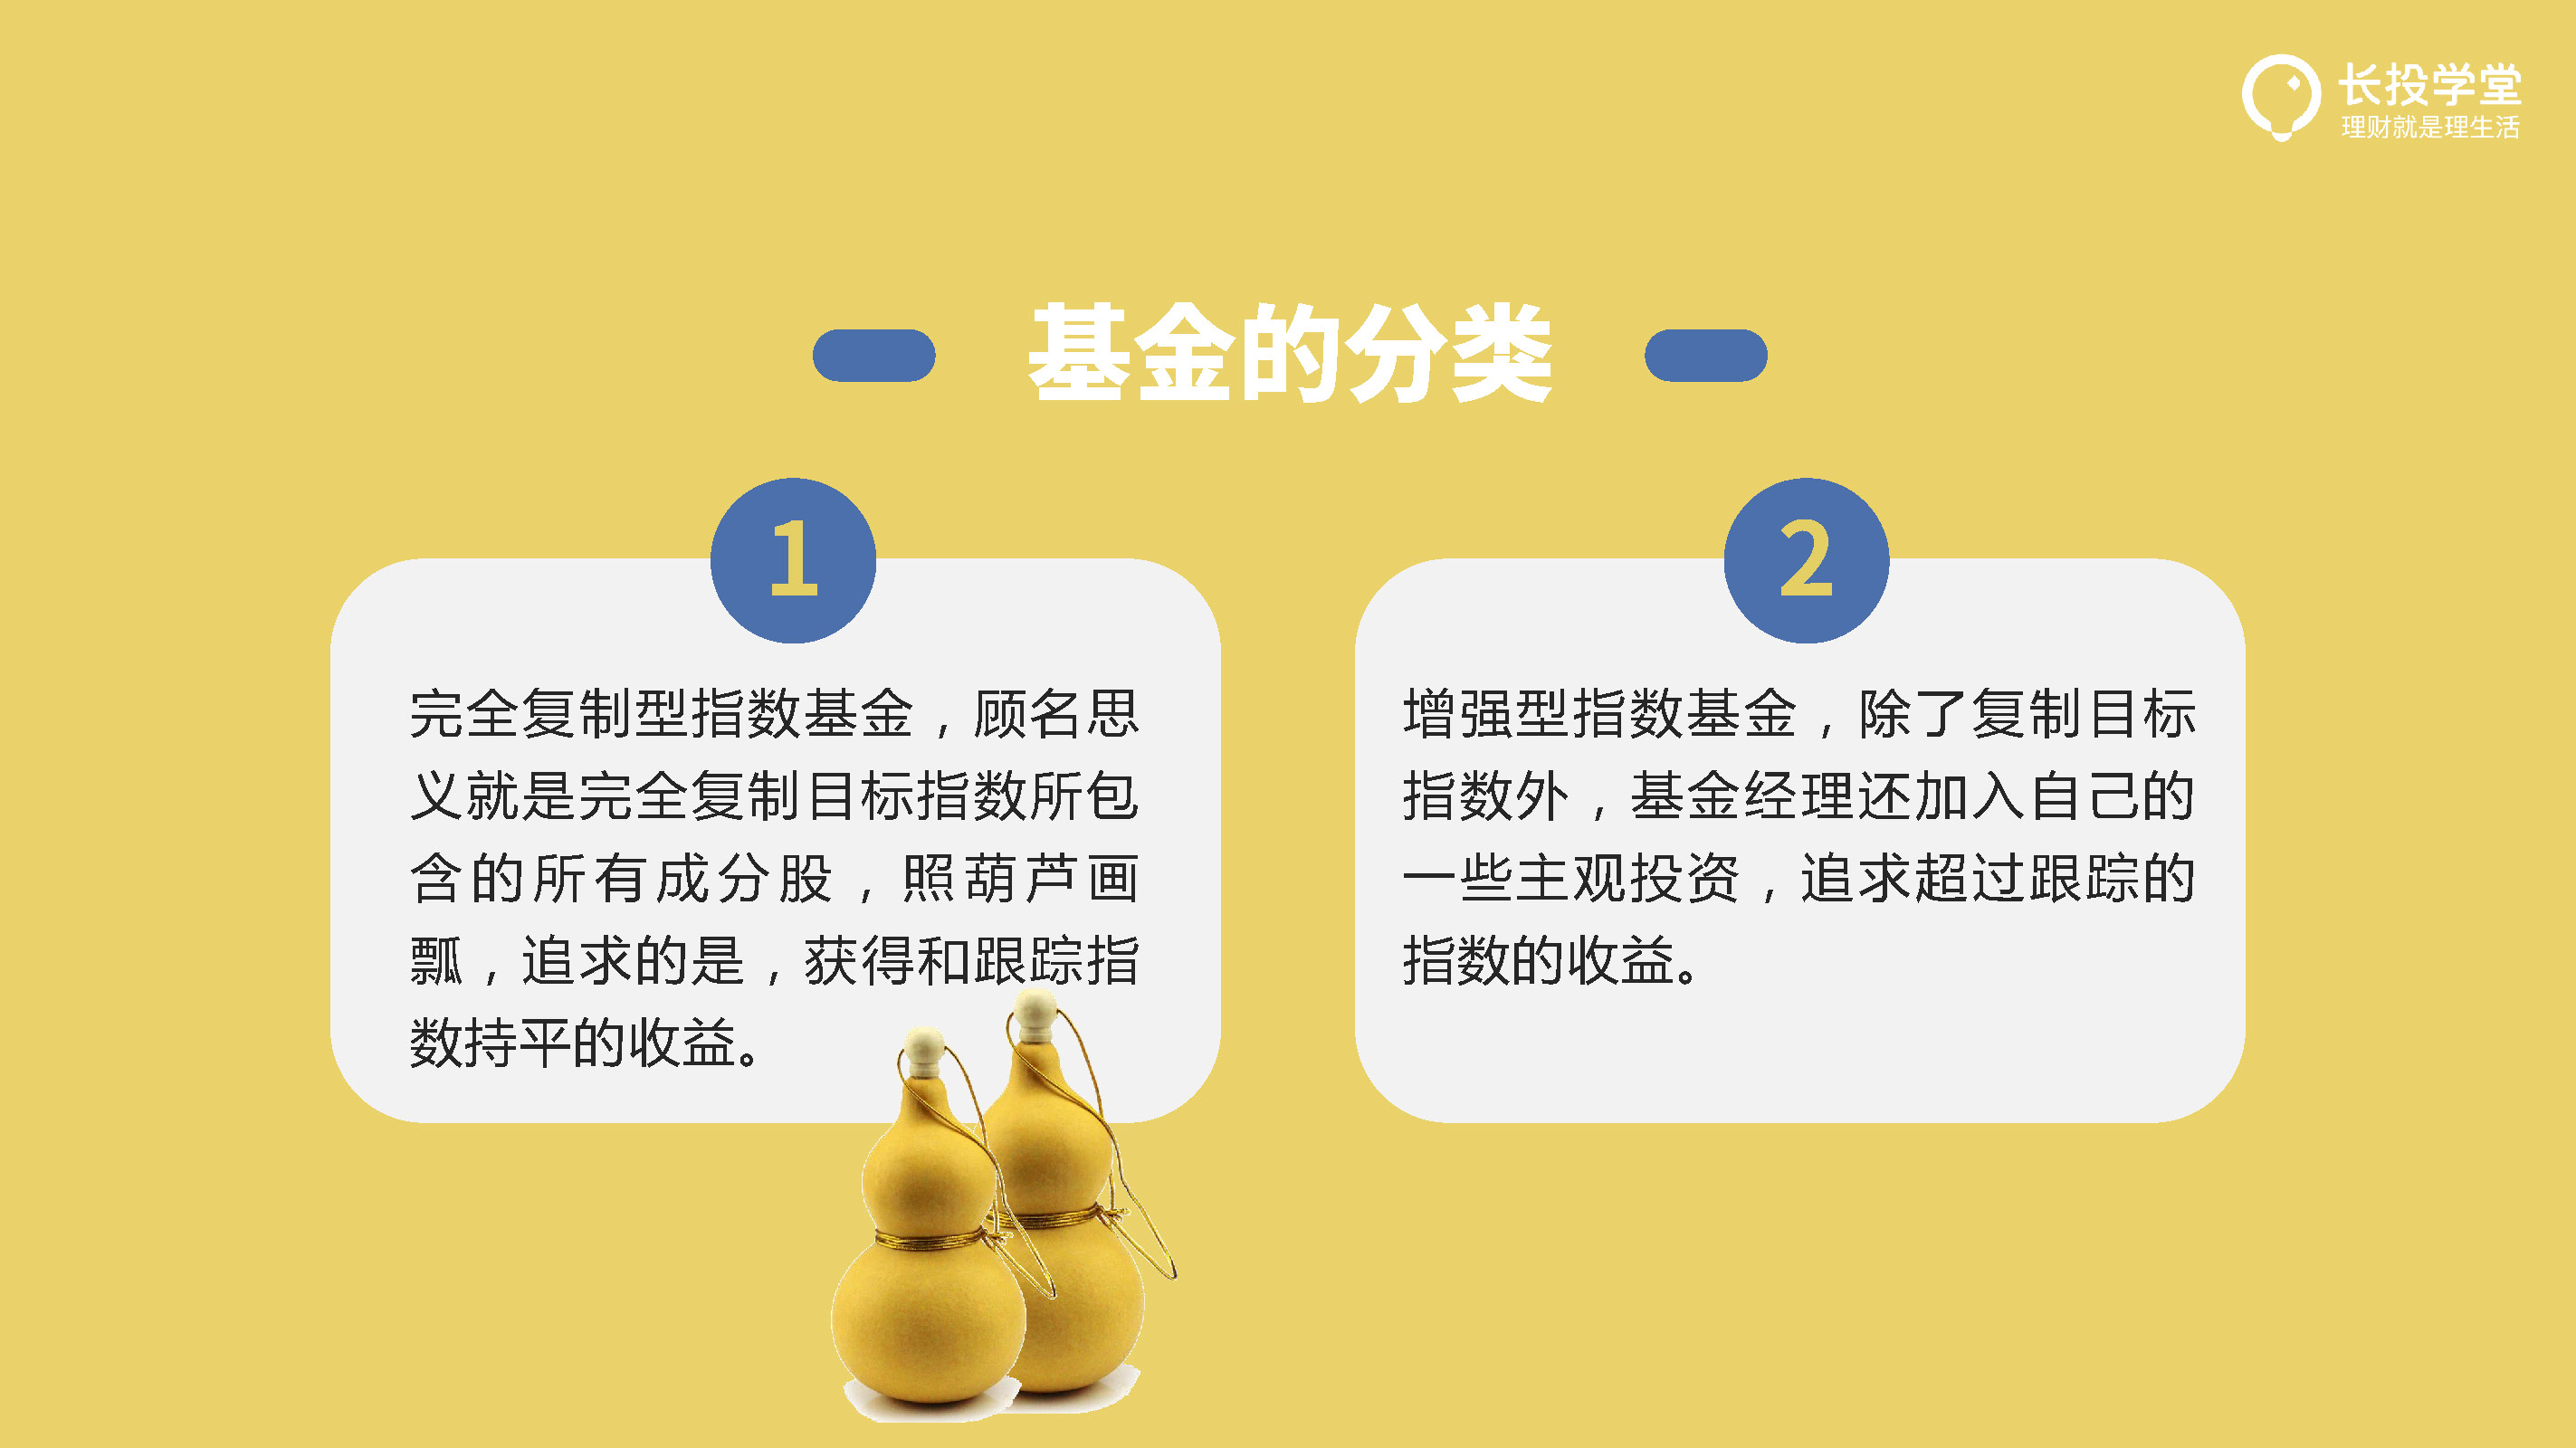 长投学堂
理财就是理生活
基金的分类
1
完全复制型指数基金，顾名思
义就是完全复制目标指数所包
含的所有成分股，照葫芦画
瓢，追求的是，获得和跟踪指
数持平的收益。
2
增强型指数基金，除了复制目标
指数外，基金经理还加入自己的
一些主观投资，追求超过跟踪的
指数的收益。